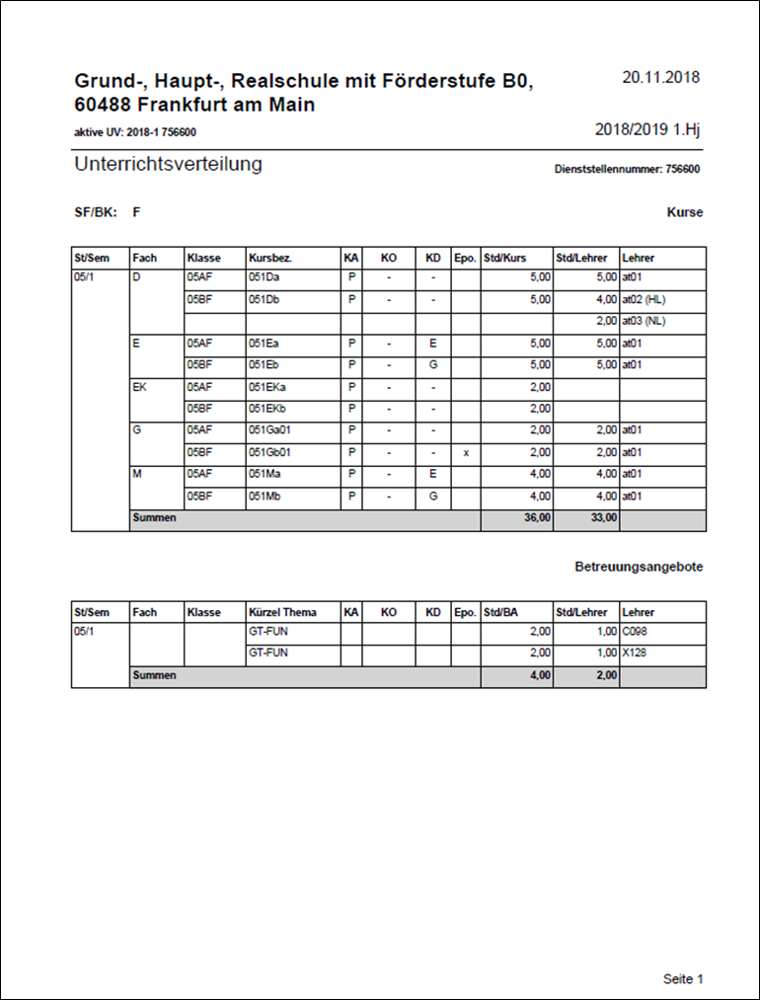 Grund-, Haupt-, Realschule mit Förderstufe B0, 20.11.2018
60488 Frankfurt am Main
aktive UV: 2018-1 756600 2018/2019 1.Hj
Unterrichtsverteilung Dienststellennummer: 756600
SF/BK: F Kurse
St/Sem Fach Klasse Kursbez. KA KO KD Epo. Std/Kurs Std/Lehrer Lehrer
05/1 D 05AF 051Da P - - 5,00 5,00 at01
05BF 051Db P - - 5,00 4,00 at02 (HL)
2,00 at03 (NL)
E 05AF 051Ea P - E 5,00 5,00 at01
05BF 051Eb P - G 5,00 5,00 at01
EK 05AF 051EKa P - - 2,00
05BF 051EKb P - - 2,00
G 05AF 051Ga01 P - - 2,00 2,00 at01
05BF 051Gb01 P - - x 2,00 2,00 at01
M 05AF 051Ma P - E 4,00 4,00 at01
05BF 051Mb P - G 4,00 4,00 at01
Summen 36,00 33,00
Betreuungsangebote
St/Sem Fach Klasse Kürzel Thema KA KO KD Epo. Std/BA Std/Lehrer Lehrer
05/1 GT-FUN 2,00 1,00 C098
GT-FUN 2,00 1,00 X128
Summen 4,00 2,00
Seite 1